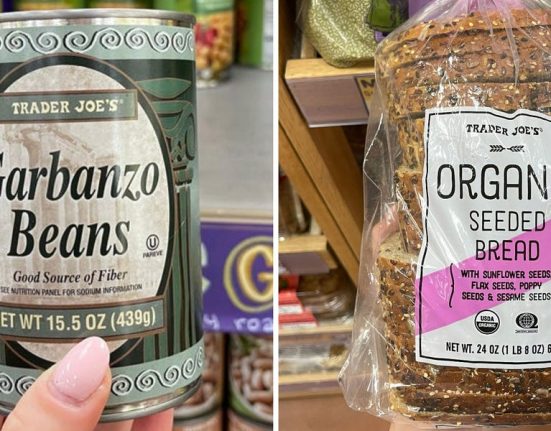 TRADER JOE'S
Garbanzo
Beans
U
PAREVE
Good Source of Fiber
SEE NUTRITION PANEL FOR SODIUM INFORMATION
ET WT 15.5 OZ (439g)
TRADER JOE'S
ORGAN
SEEDED
BREAD
WITH SUNFLOWER SEEDS
FLAX SEEDS, POPPY
SEEDS & SESAME SEEDS
USDA
ORGANIC
NET WT. 24 OZ (1 LB 8 OZ) 6